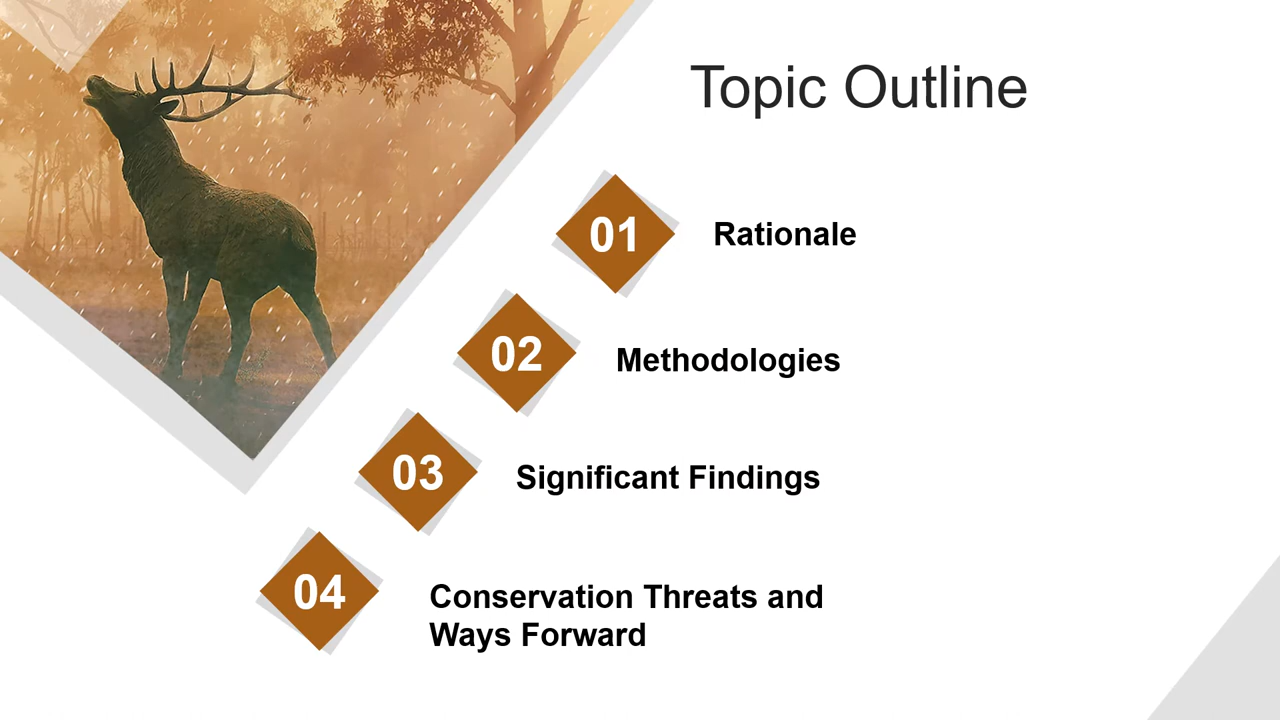 Topic Outline
01
Rationale
02
Methodologies
03
Significant Findings
04
Conservation Threats and
Ways Forward